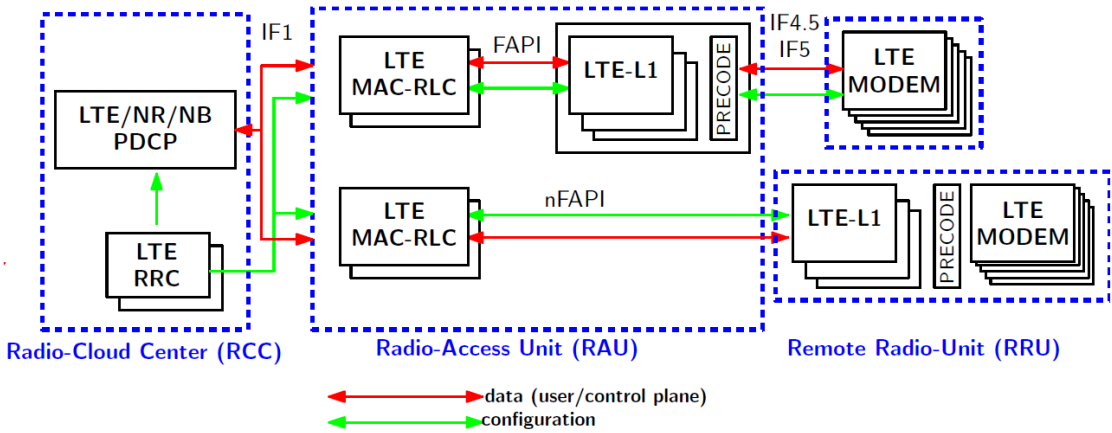 IF1
LTE/NR/NB
PDCP
LTE
RRC
Radio-Cloud Center (RCC)
LTE
MAC-RLC
FAPI
LTE-L1
PRECODE
LTE
MAC-RLC
nFAPI
Radio-Access Unit (RAU)
IF4.5
IF5
LTE
MODEM
LTE-L1
PRECODE
LTE
MODEM
Remote Radio-Unit (RRU)
data (user/control plane)
configuration